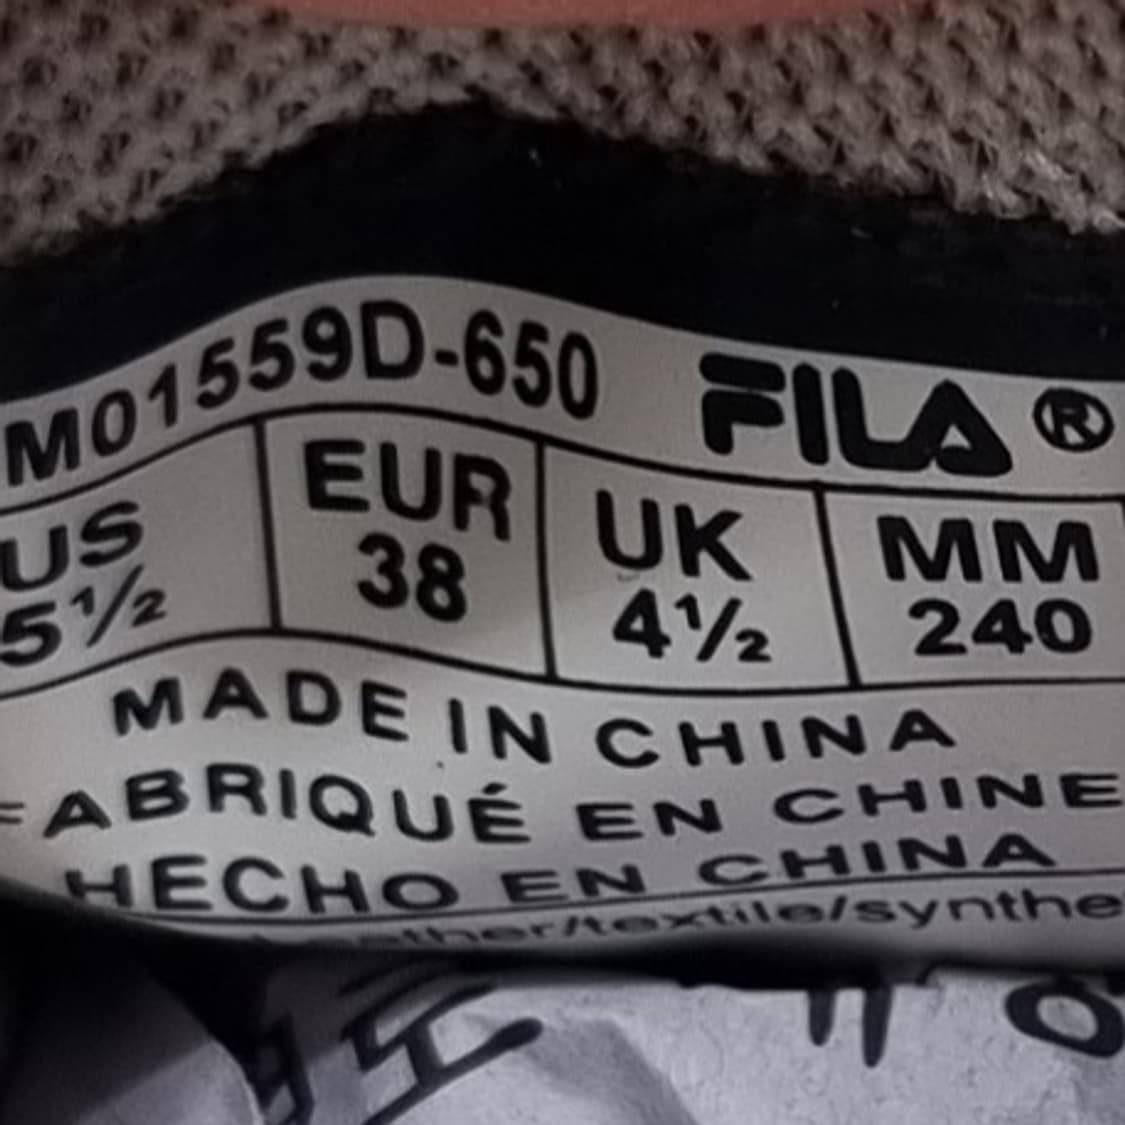 M01559D-650 FILA®
US EUR UK MM
5½ 38 4½ 240
MADE IN CHINA
FABRIQUÉ EN CHINE
HECHO EN CHINA